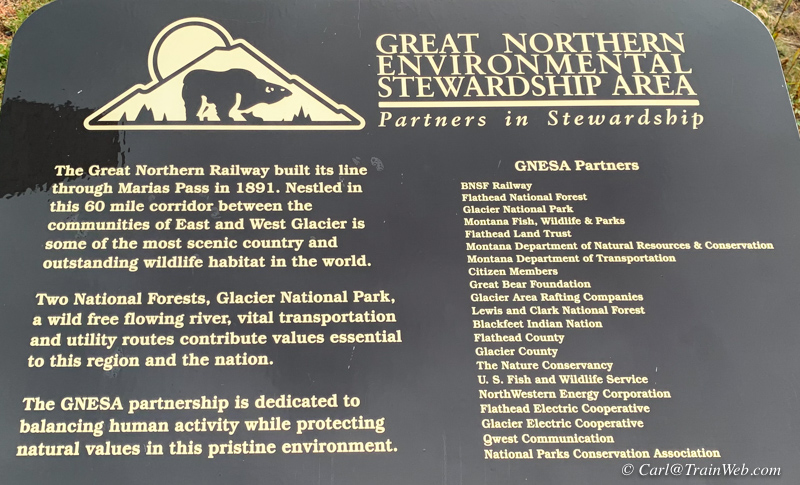 GREAT NORTHERN
ENVIRONMENTAL
STEWARDSHIP AREA
Partners in Stewardship
The Great Northern Railway built its line
through Marias Pass in 1891. Nestled in
this 60 mile corridor between the
communities of East and West Glacier is
some of the most scenic country and
outstanding wildlife habitat in the world.
Two National Forests, Glacier National Park,
a wild free flowing river, vital transportation
and utility routes contribute values essential
to this region and the nation.
The GNESA partnership is dedicated to
balancing human activity while protecting
natural values in this pristine environment.
GNESA Partners
BNSF Railway
Flathead National Forest
Glacier National Park
Montana Fish, Wildlife & Parks
Flathead Land Trust
Montana Department of Natural Resources & Conservation
Montana Department of Transportation
Citizen Members
Great Bear Foundation
Glacier Area Rafting Companies
Lewis and Clark National Forest
Blackfeet Indian Nation
Flathead County
Glacier County
The Nature Conservancy
U. S. Fish and Wildlife Service
NorthWestern Energy Corporation
Flathead Electric Cooperative
Glacier Electric Cooperative
Qwest Communication
National Parks Conservation Association
© Carl@TrainWeb.com